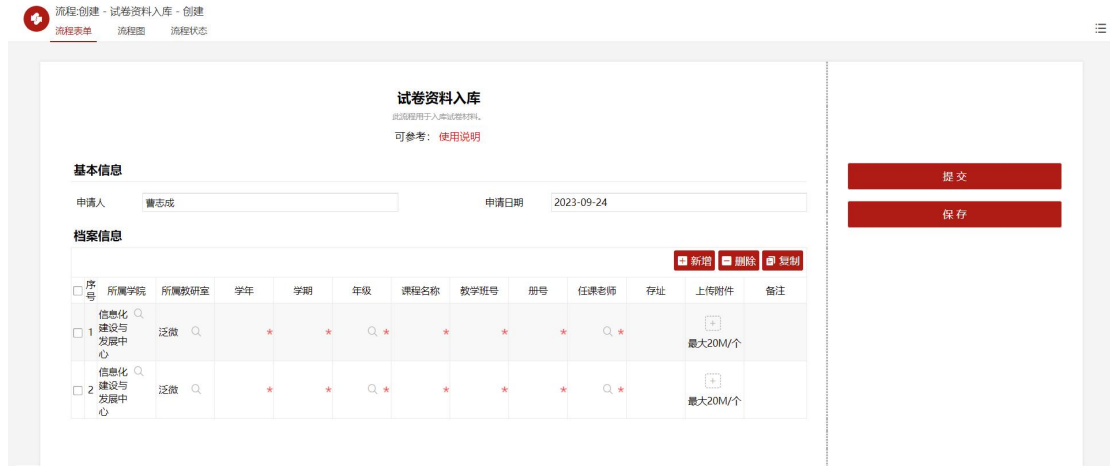 流程:创建 - 试卷资料入库 - 创建
流程表单 流程图 流程状态
试卷资料入库
此流程用于入库试卷材料。
可参考： 使用说明
基本信息
提 交
申请人 曹志成 申请日期 2023-09-24
保 存
档案信息
新增 删除 复制
序号 所属学院 所属教研室 学年 学期 年级 课程名称 教学班号 册号 任课老师 存址 上传附件 备注
1 信息化建设与发展中心 泛微 * * * * * * * 最大20M/个
2 信息化建设与发展中心 泛微 * * * * * * * 最大20M/个